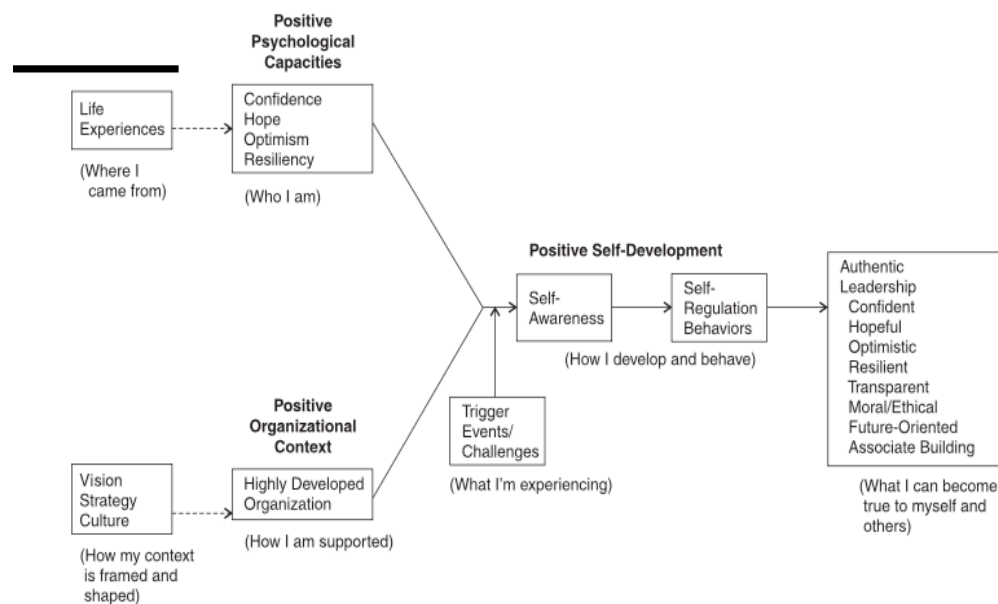 Positive
Psychological
Capacities
Life
Experiences
(Where I
came from)
Confidence
Hope
Optimism
Resiliency
(Who I am)
Positive Self-Development
Self-
Awareness
Self-
Regulation
Behaviors
(How I develop and behave)
Authentic
Leadership
Confident
Hopeful
Optimistic
Resilient
Transparent
Moral/Ethical
Future-Oriented
Associate Building
(What I can become
true to myself and
others)
Trigger
Events/
Challenges
(What I'm experiencing)
Positive
Organizational
Context
Vision
Strategy
Culture
(How my context
is framed and
shaped)
Highly Developed
Organization
(How I am supported)